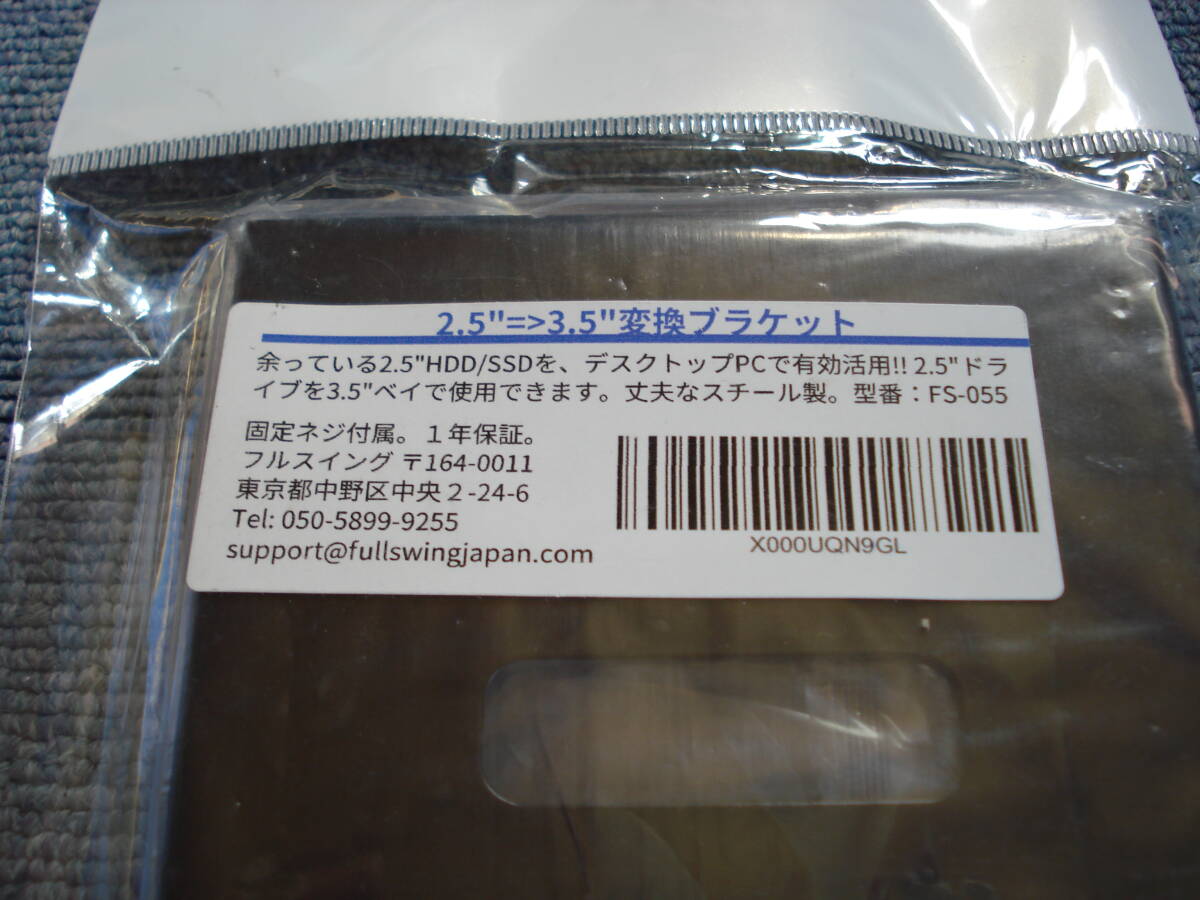 2.5"=>3.5"変換ブラケット
余っている2.5"HDD/SSDを、デスクトップPCで有効活用!! 2.5"ドラ
イブを3.5"ベイで使用できます。丈夫なスチール製。型番：FS-055
固定ネジ付属。１年保証。
フルスイング 〒164-0011
東京都中野区中央２-24-6
Tel: 050-5899-9255
support@fullswingjapan.com
X000UQN9GL